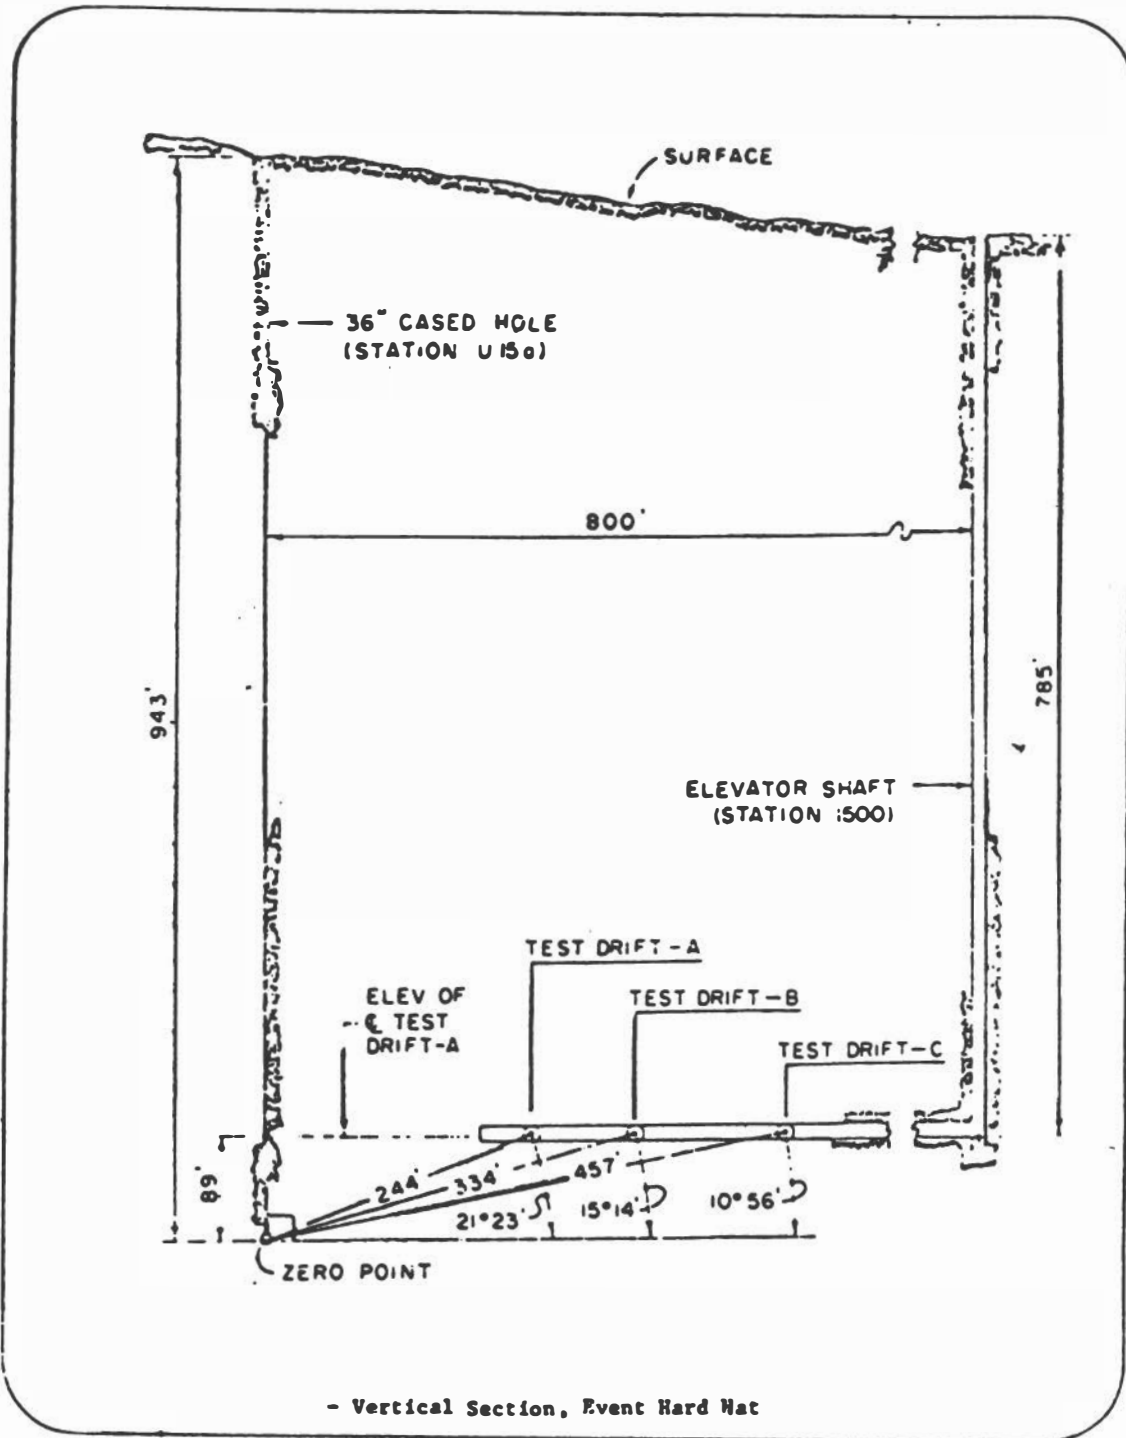 SURFACE
36" CASED HOLE
(STATION U15a)
800'
943'
785'
ELEVATOR SHAFT
(STATION 1500)
TEST DRIFT-A
ELEV OF
℄ TEST
DRIFT-A
TEST DRIFT-B
TEST DRIFT-C
89'
244'
334'
457'
21°23'
15°14'
10°56'
ZERO POINT
- Vertical Section, Event Hard Hat